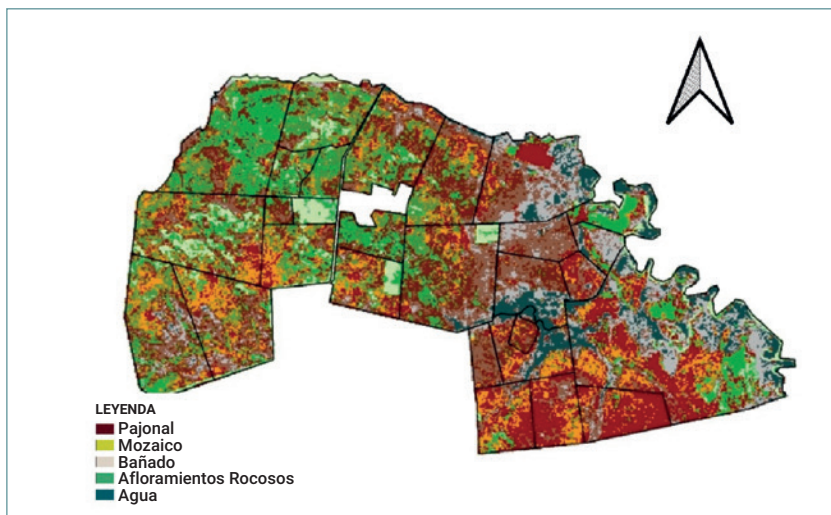 LEYENDA
Pajonal
Mozaico
Bañado
Afloramientos Rocosos
Agua